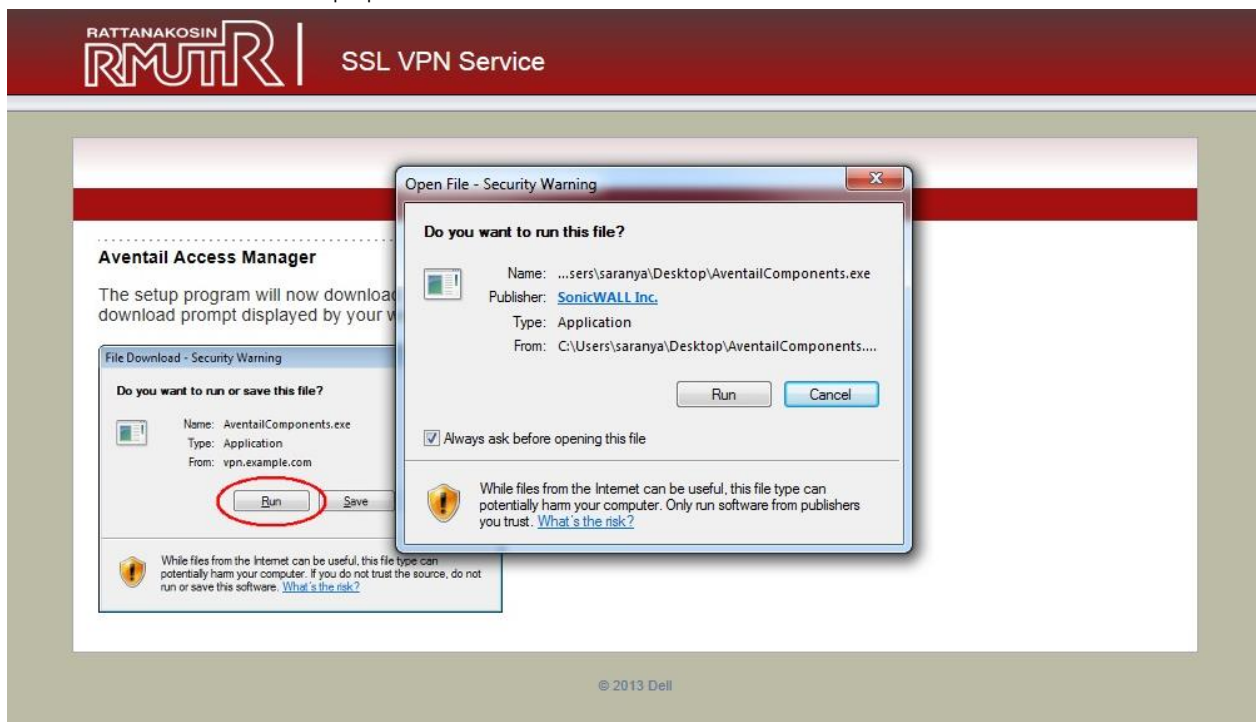 RATTANAKOSIN
RMUTR
SSL VPN Service
Aventail Access Manager
The setup program will now download
download prompt displayed by your
File Download - Security Warning
Do you want to run or save this file?
Name: AventailComponents.exe
Type: Application
From: vpn.example.com
Run Save
While files from the Internet can be useful, this file type can
potentially harm your computer. If you do not trust the source, do not
run or save this software. What's the risk?
Open File - Security Warning
Do you want to run this file?
Name: ...sers\saranya\Desktop\AventailComponents.exe
Publisher: SonicWALL Inc.
Type: Application
From: C:\Users\saranya\Desktop\AventailComponents....
Run Cancel
Always ask before opening this file
While files from the Internet can be useful, this file type can
potentially harm your computer. Only run software from publishers
you trust. What's the risk?
© 2013 Dell